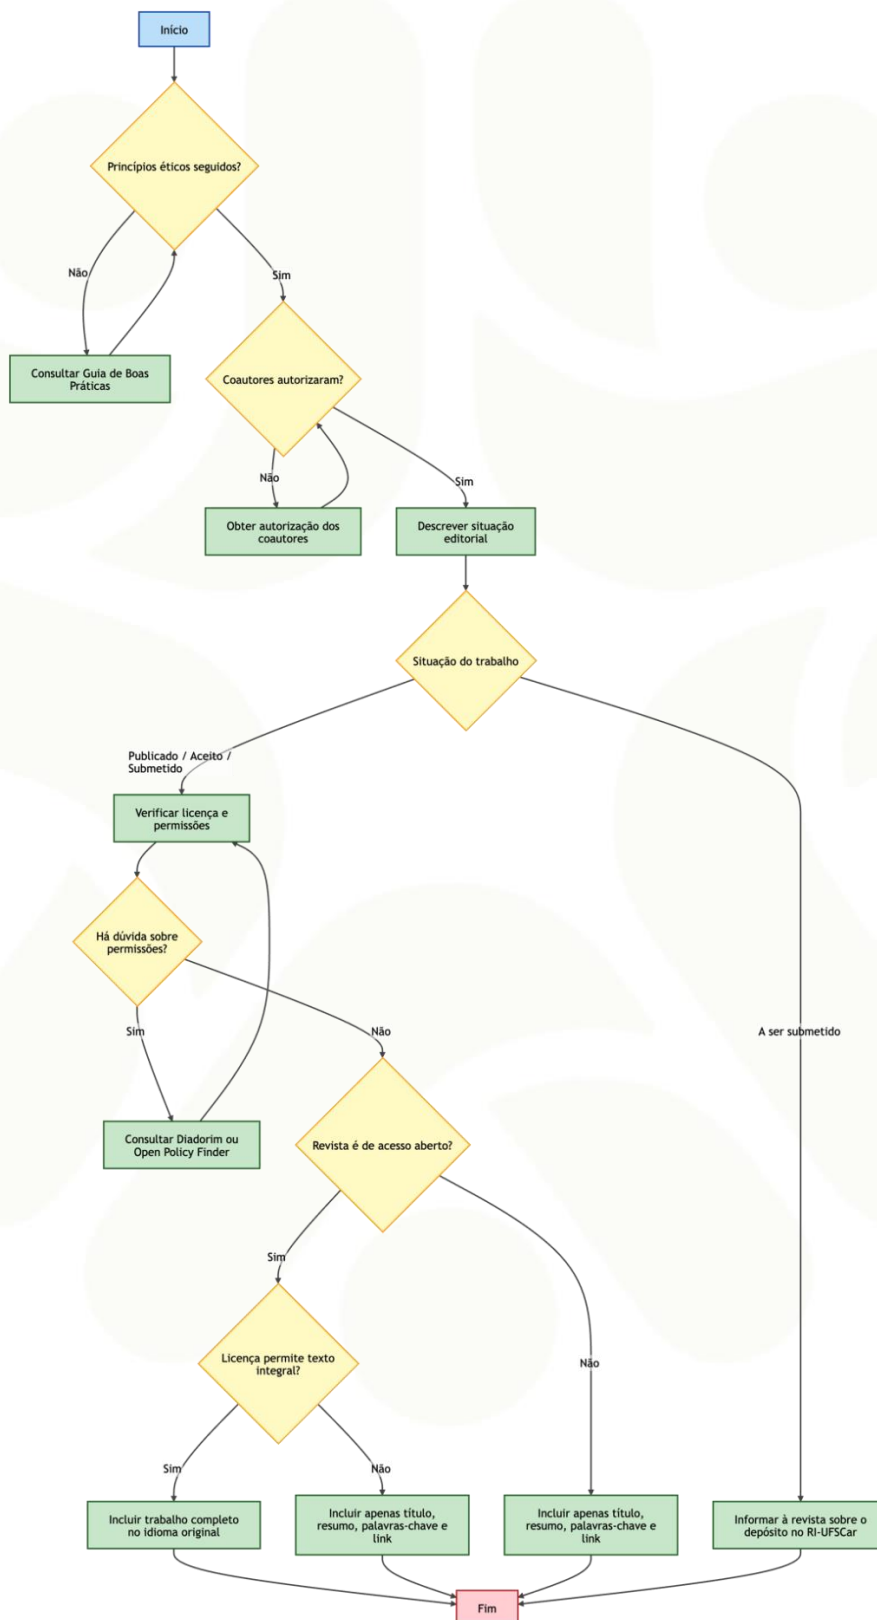 Início
Princípios éticos seguidos?
Não
Sim
Consultar Guia de Boas
Práticas
Coautores autorizaram?
Não
Sim
Obter autorização dos
coautores
Descrever situação
editorial
Situação do trabalho
Publicado / Aceito /
Submetido
Verificar licença e
permissões
Há dúvida sobre
permissões?
Sim
Não
A ser submetido
Consultar Diadorim ou
Open Policy Finder
Revista é de acesso aberto?
Sim
Licença permite texto
integral?
Não
Sim
Não
Incluir trabalho completo
no idioma original
Incluir apenas título,
resumo, palavras-chave e
link
Incluir apenas título,
resumo, palavras-chave e
link
Informar à revista sobre o
depósito no RI-UFSCar
Fim